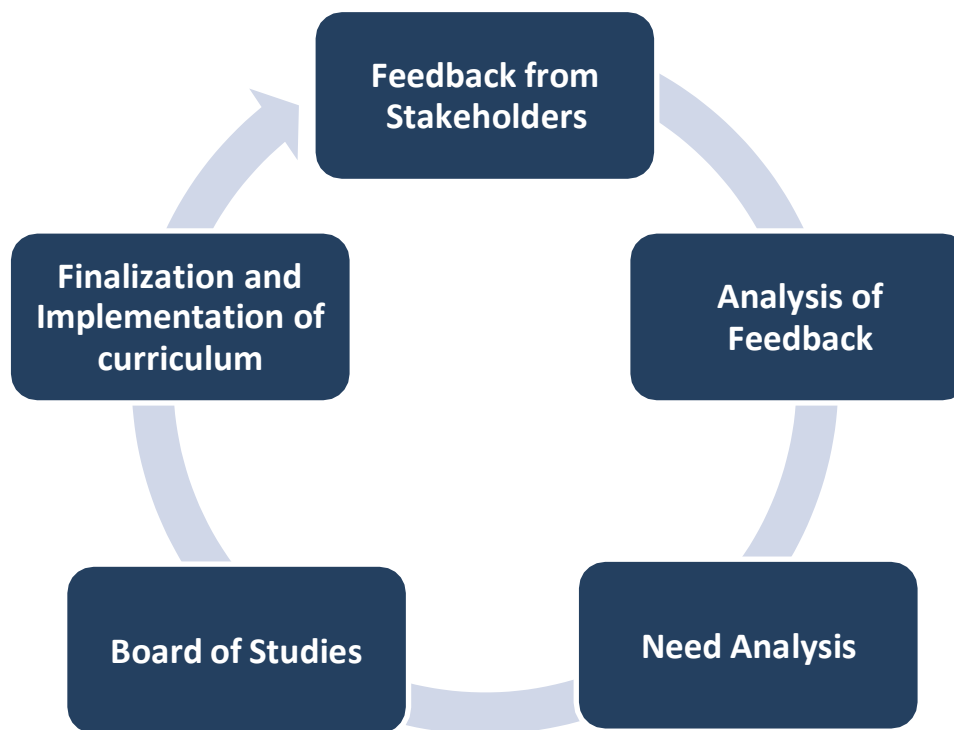 Feedback from
Stakeholders
Analysis of
Feedback
Need Analysis
Board of Studies
Finalization and
Implementation of
curriculum